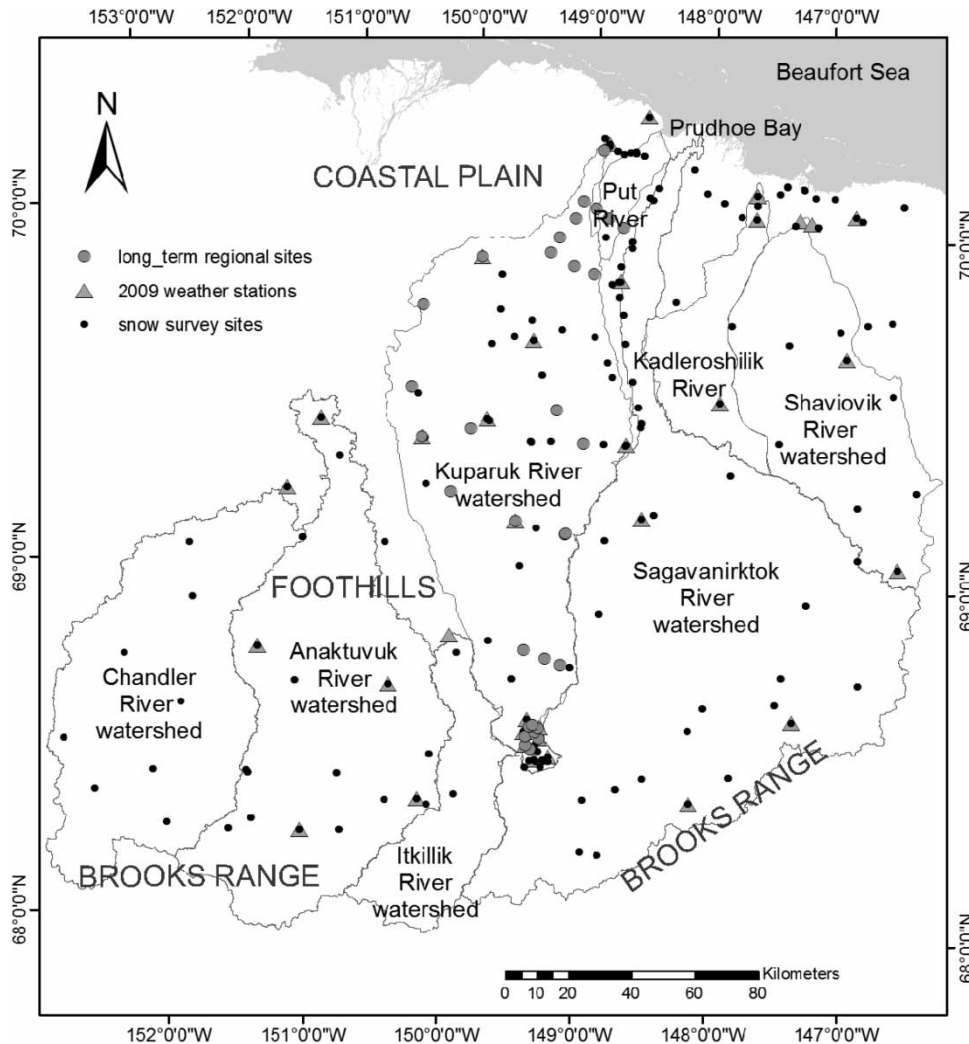 153°0'0"W 152°0'0"W 151°0'0"W 150°0'0"W 149°0'0"W 148°0'0"W 147°0'0"W
Beaufort Sea
N
Prudhoe Bay
COASTAL PLAIN
Put
River
70°0'0"N
70°0'0"N
long_term regional sites
2009 weather stations
snow survey sites
Kadleroshilik
River
Shaviovik
River
watershed
Kuparuk River
watershed
69°0'0"N
69°0'0"N
FOOTHILLS
Sagavanirktok
River
watershed
Anaktuvuk
River
watershed
Chandler
River
watershed
BROOKS RANGE
BROOKS RANGE
Itkillik
River
watershed
68°0'0"N
68°0'0"N
Kilometers
0 10 20 40 60 80
152°0'0"W 151°0'0"W 150°0'0"W 149°0'0"W 148°0'0"W 147°0'0"W